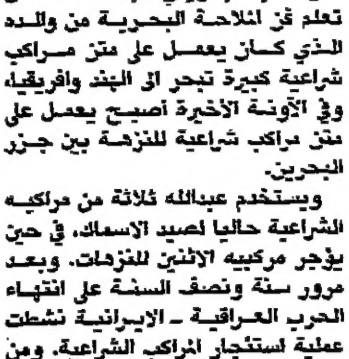 تعلم فن الملاحة البحرية من والده
الذي كان يعمل على متن مراكب
شراعية كبيرة تبحر الى الهند وافريقيا،
وفي الآونة الأخيرة أصبح يعمل على
متن مراكب شراعية للنزهة بين جزر
البحرين.
ويستخدم عبدالله ثلاثة من مراكبه
الشراعية حاليا لصيد الاسماك، في حين
يؤجر مركبيه الاثنين للنزهات. وبعد
مرور سنة ونصف السنة على انتهاء
الحرب العراقية ـ الايرانية نشطت
عملية استئجار المراكب الشراعية. ومن